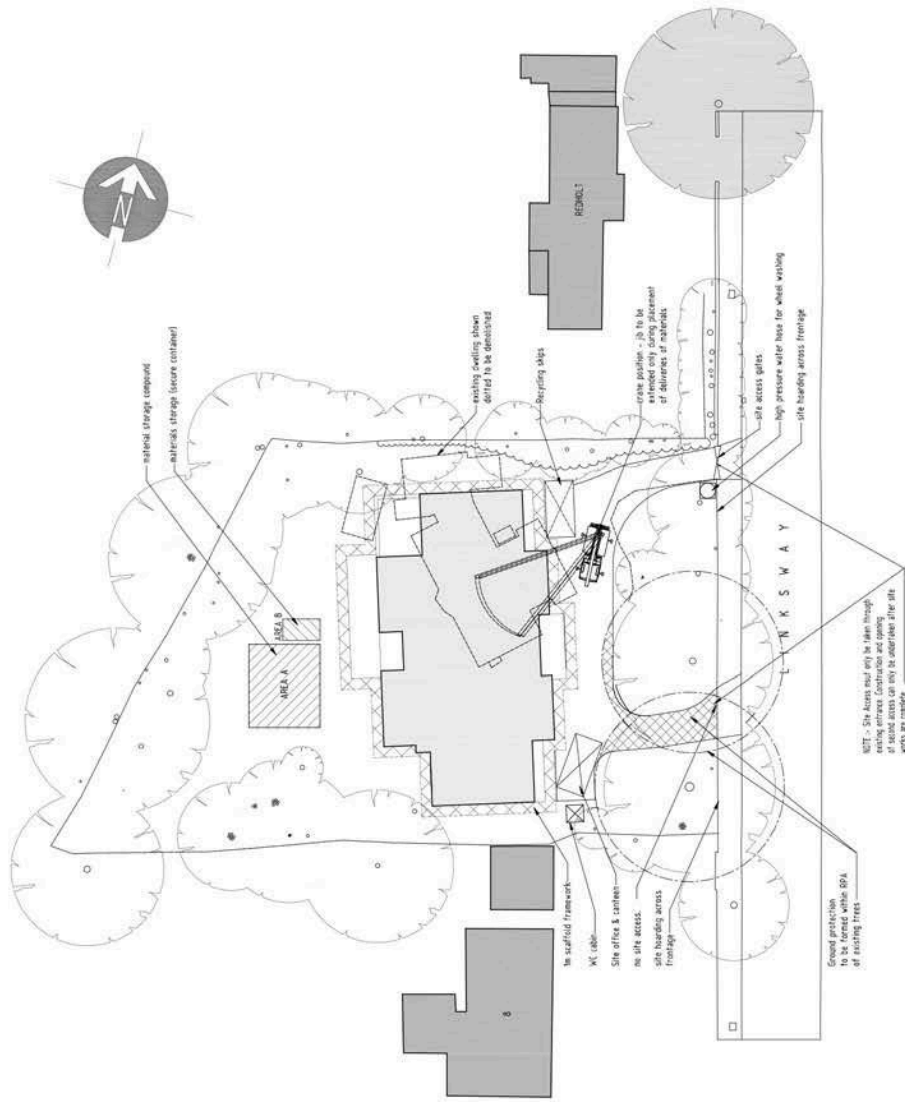 N
material storage compound
materials storage (secure container)
AREA B
AREA A
REDHOLT
existing dwelling shown
dotted to be demolished
Recycling skips
crane position - jib to be
extended only during placement
of deliveries of materials
site access gates
high pressure water hose for wheel washing
site hoarding across frontage
LINKSWAY
NOTE :- Site Access must only be taken through
existing entrance. Construction and opening
of second access can only be undertaken after site
works are complete
8
1m scaffold framework
WC cabin
Site office & canteen
no site access.
site hoarding across
frontage
Ground protection
to be formed within RPA
of existing trees